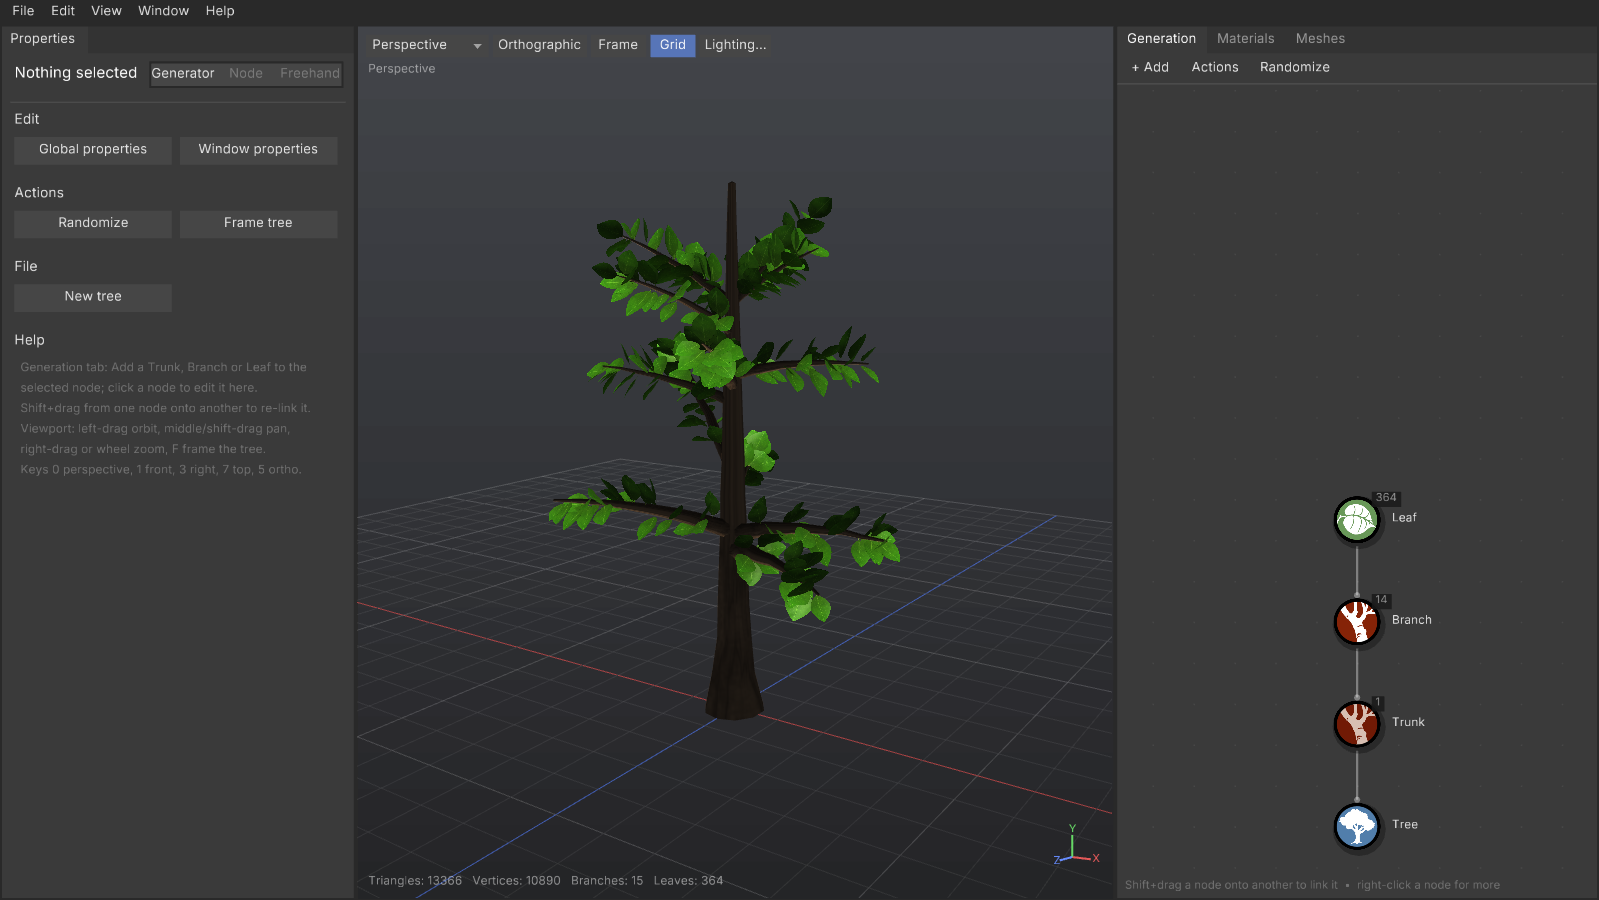 File Edit View Window Help
Properties
Nothing selected Generator Node Freehand
Edit
Global properties Window properties
Actions
Randomize Frame tree
File
New tree
Help
Generation tab: Add a Trunk, Branch or Leaf to the
selected node; click a node to edit it here.
Shift+drag from one node onto another to re-link it.
Viewport: left-drag orbit, middle/shift-drag pan,
right-drag or wheel zoom, F frame the tree.
Keys 0 perspective, 1 front, 3 right, 7 top, 5 ortho.
Perspective Orthographic Frame Grid Lighting...
Perspective
Y
Z X
Triangles: 13366 Vertices: 10890 Branches: 15 Leaves: 364
Generation Materials Meshes
+ Add Actions Randomize
364
Leaf
14
Branch
1
Trunk
Tree
Shift+drag a node onto another to link it • right-click a node for more